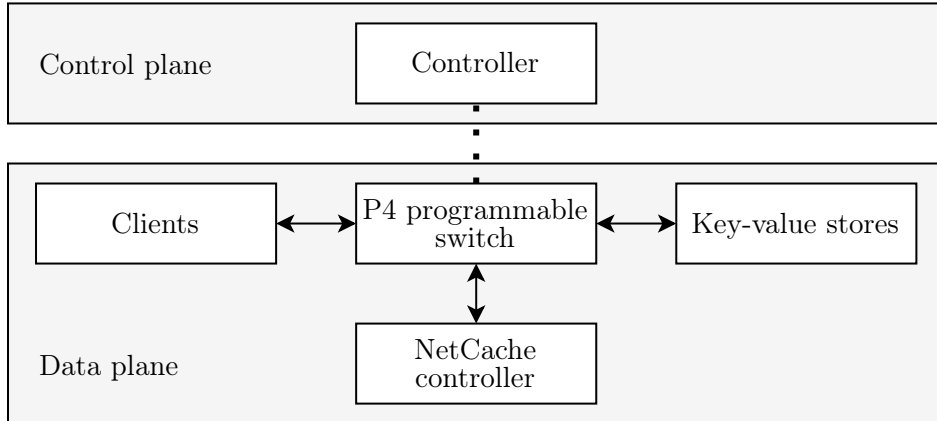 Control plane
Controller
Clients
P4 programmable
switch
Key-value stores
Data plane
NetCache
controller